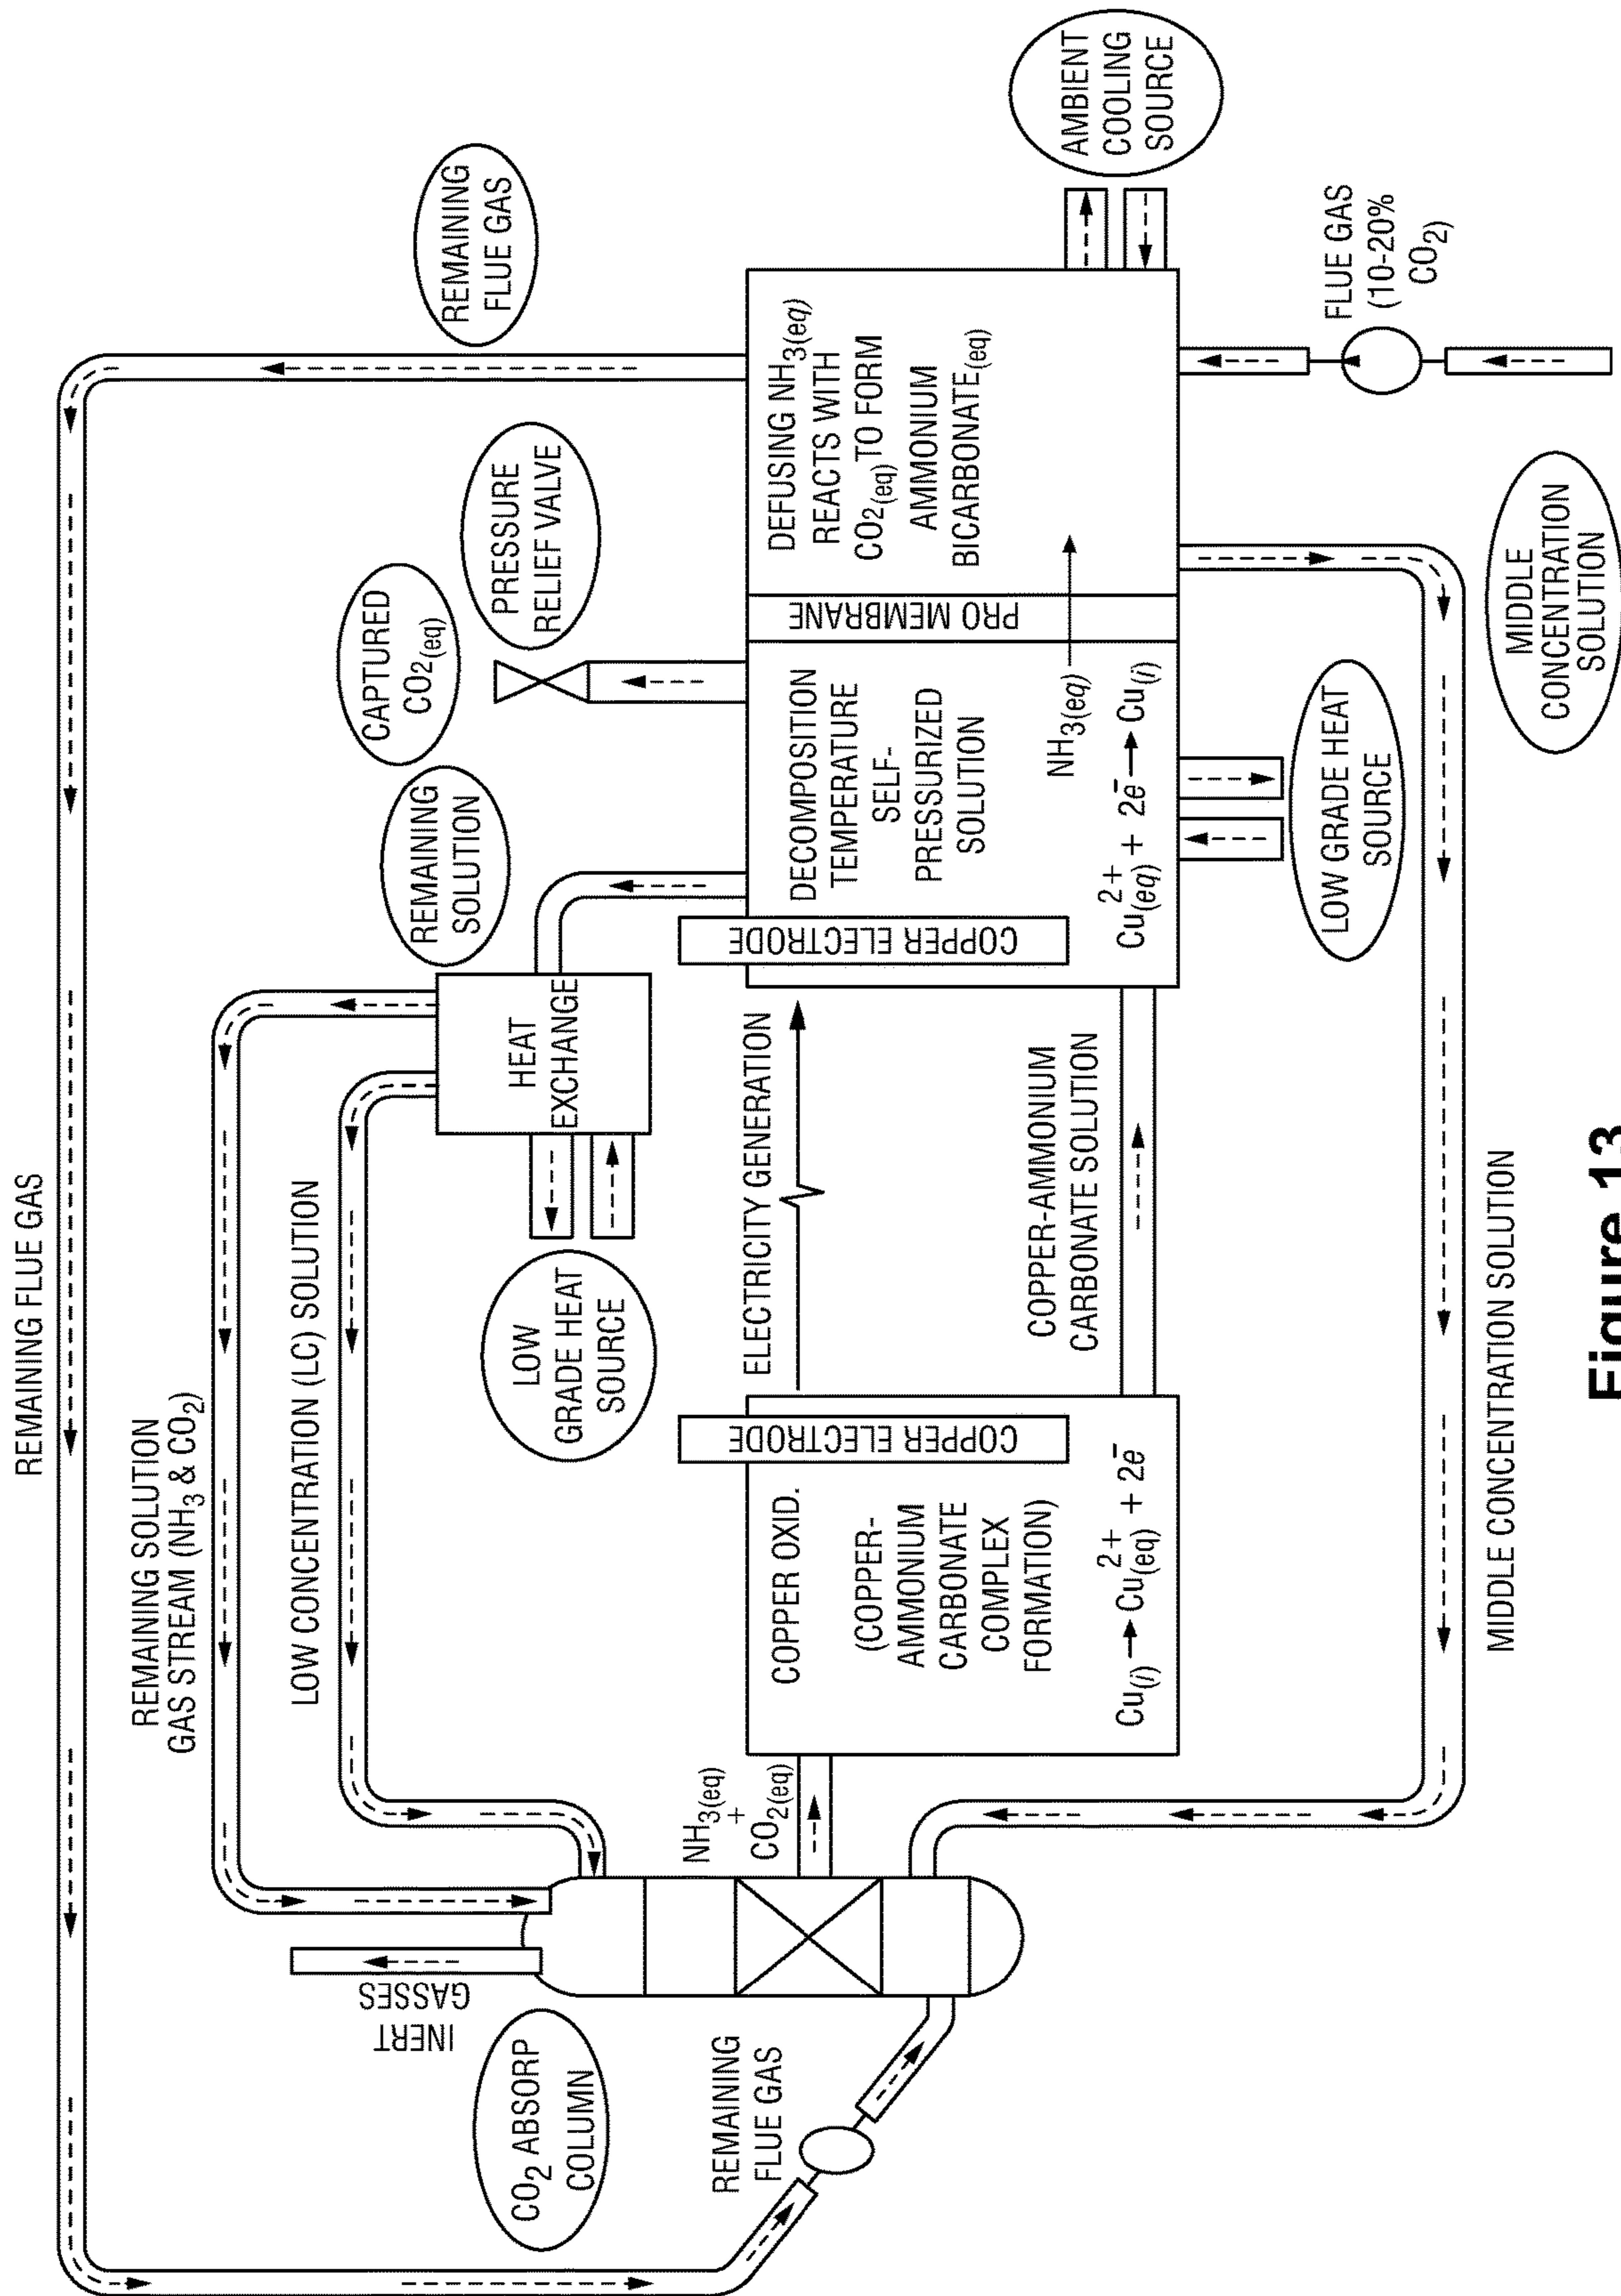 REMAINING FLUE GAS
REMAINING SOLUTION
GAS STREAM (NH3 & CO2)
LOW CONCENTRATION (LC) SOLUTION
INERT
GASSES
CO2 ABSORP
COLUMN
REMAINING
FLUE GAS
NH3(eq)
+
CO2(eq)
LOW
GRADE HEAT
SOURCE
HEAT
EXCHANGE
REMAINING
SOLUTION
CAPTURED
CO2(eq)
PRESSURE
RELIEF VALVE
REMAINING
FLUE GAS
COPPER OXID.
(COPPER-
AMMONIUM
CARBONATE
COMPLEX
FORMATION)
Cu(i) → Cu2+(eq) + 2e̅
COPPER ELECTRODE
ELECTRICITY GENERATION
COPPER-AMMONIUM
CARBONATE SOLUTION
COPPER ELECTRODE
DECOMPOSITION
TEMPERATURE
SELF-
PRESSURIZED
SOLUTION
NH3(eq)
Cu2+(eq) + 2e̅ → Cu(i)
PRO MEMBRANE
DEFUSING NH3(eq)
REACTS WITH
CO2(eq) TO FORM
AMMONIUM
BICARBONATE(eq)
AMBIENT
COOLING
SOURCE
FLUE GAS
(10-20%
CO2)
LOW GRADE HEAT
SOURCE
MIDDLE
CONCENTRATION
SOLUTION
MIDDLE CONCENTRATION SOLUTION
Figure 13